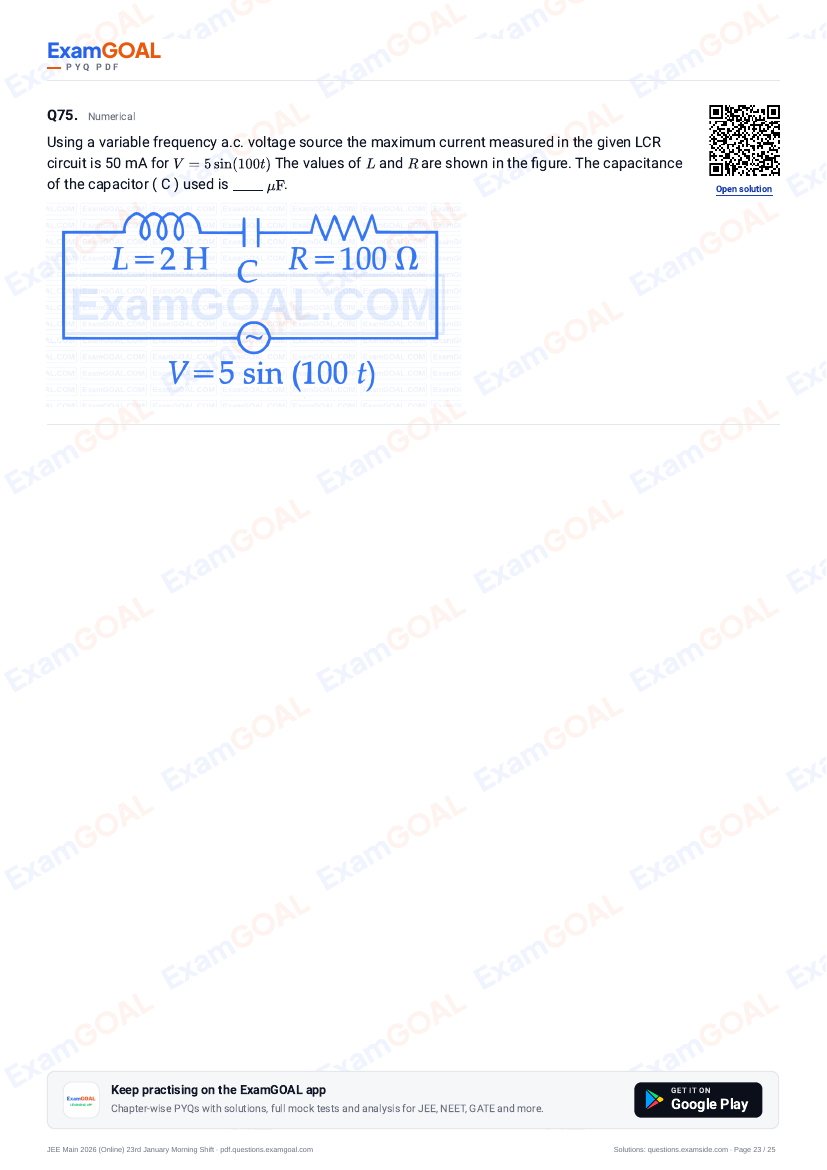 ExamGOAL
PYQ PDF
Q75. Numerical
Using a variable frequency a.c. voltage source the maximum current measured in the given LCR
circuit is 50 mA for V = 5 sin(100t) The values of L and R are shown in the figure. The capacitance
of the capacitor ( C ) used is ____ μF.
Open solution
L = 2 H
C
R = 100 Ω
ExamGOAL.COM
~
V = 5 sin (100 t)
Keep practising on the ExamGOAL app
Chapter-wise PYQs with solutions, full mock tests and analysis for JEE, NEET, GATE and more.
ExamGOAL
GET IT ON
Google Play
JEE Main 2026 (Online) 23rd January Morning Shift · pdf.questions.examgoal.com
Solutions: questions.examside.com · Page 23 / 25